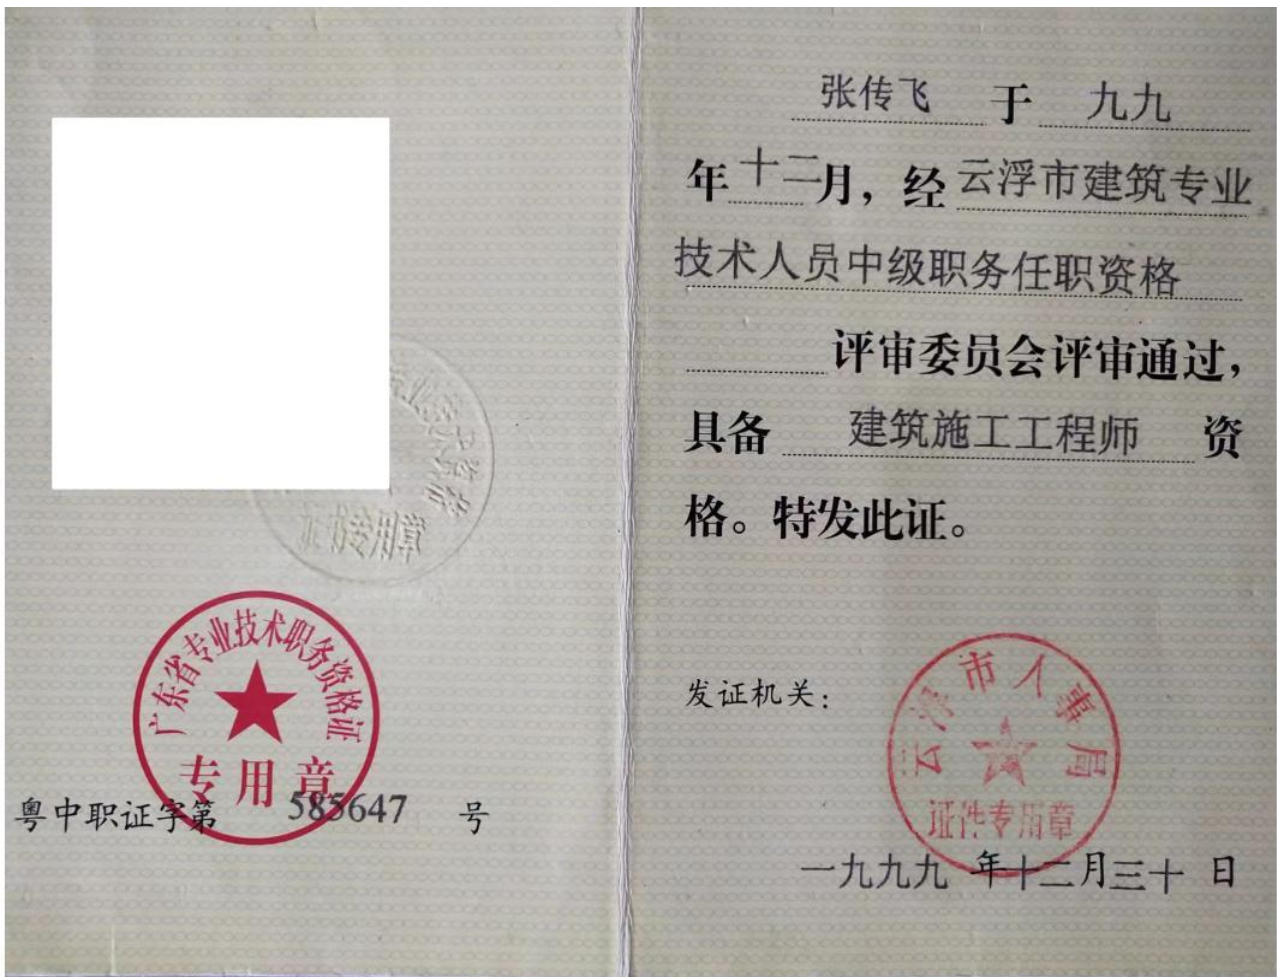 业技术资格
证书专用章
广东省专业技术职务资格证
专用章
粤中职证字第 585647 号
张传飞 于 九九
年十二月，经云浮市建筑专业
技术人员中级职务任职资格
评审委员会评审通过，
具备 建筑施工工程师 资
格。特发此证。
发证机关：
云浮市人事局
证件专用章
一九九九 年十二月三十 日